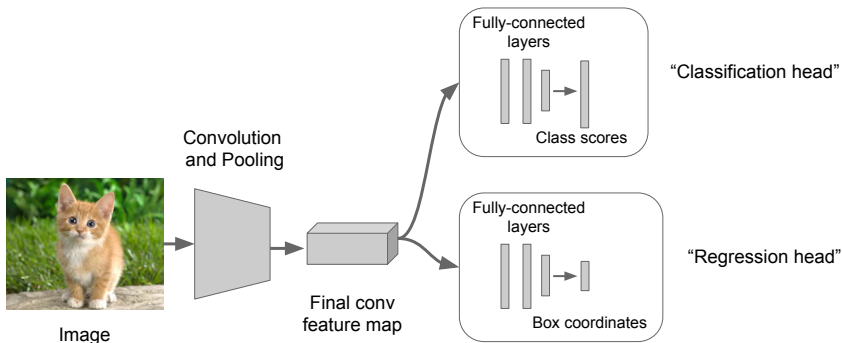 Fully-connected
layers
Class scores
“Classification head”
Convolution
and Pooling
Image
Final conv
feature map
Fully-connected
layers
Box coordinates
“Regression head”